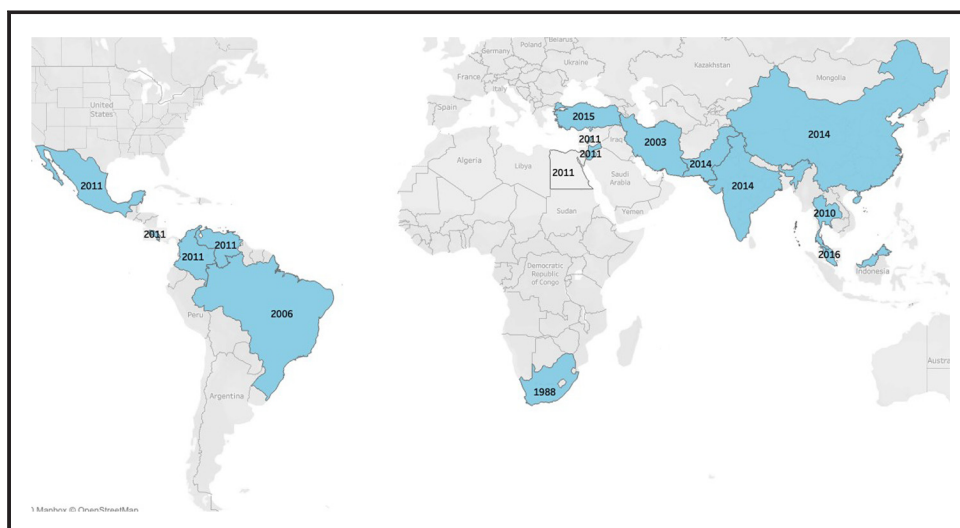 Belarus
Poland
Germany
Ukraine
Kazakhstan
Mongolia
France
Italy
Spain
United
States
2015
2011
Iraq
2003
2014
2011
2014
Algeria
Libya
2011
Saudi
Arabia
2014
2011
Sudan
Yemen
2010
2011
2011
2011
2016
Indonesia
Democratic
Republic
of Congo
2006
Peru
Argentina
1988
Austra
) Mapbox © OpenStreetMap